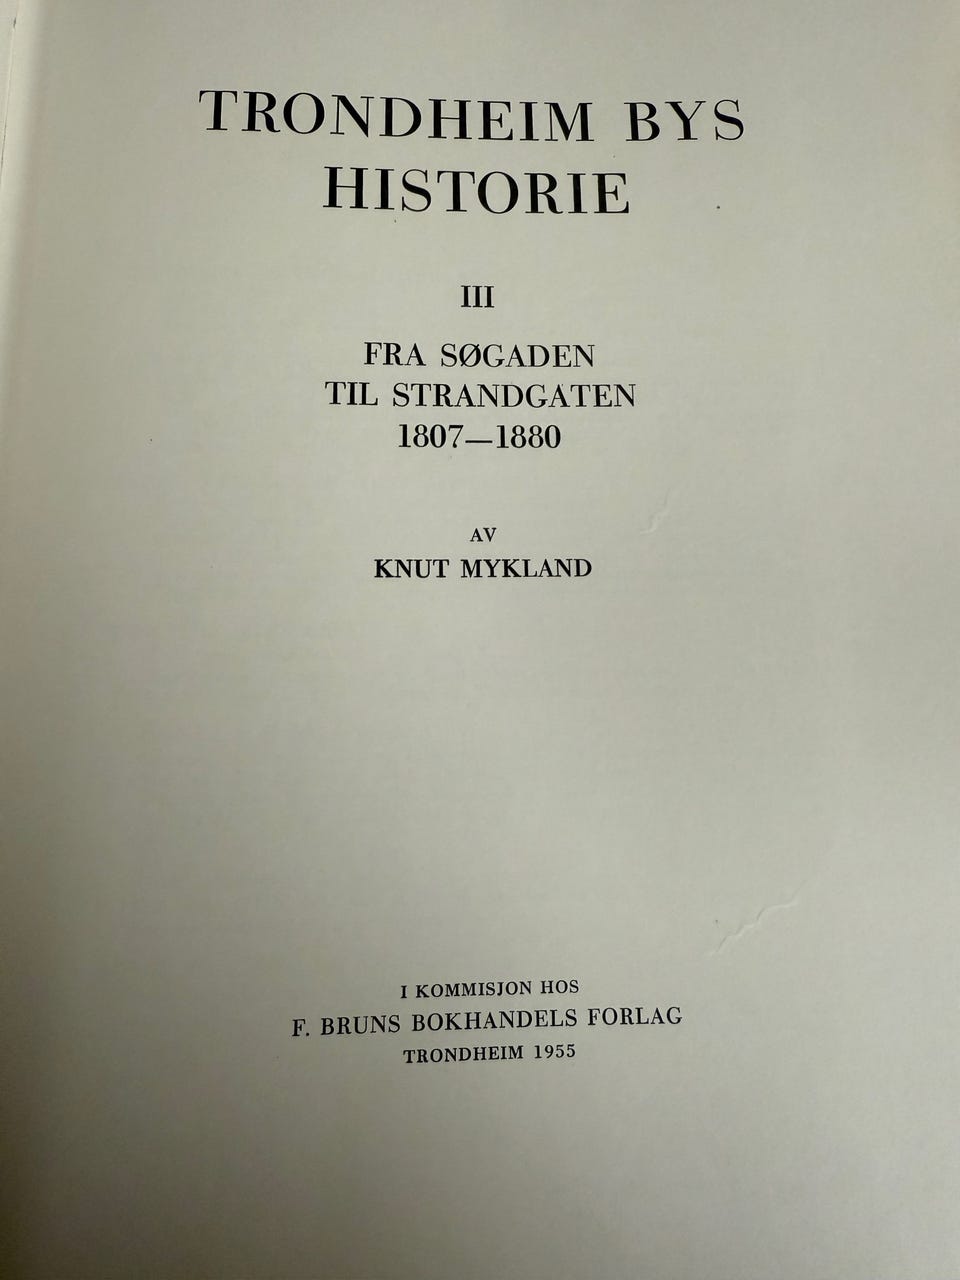 TRONDHEIM BYS
HISTORIE
III
FRA SØGADEN
TIL STRANDGATEN
1807—1880
AV
KNUT MYKLAND
I KOMMISJON HOS
F. BRUNS BOKHANDELS FORLAG
TRONDHEIM 1955